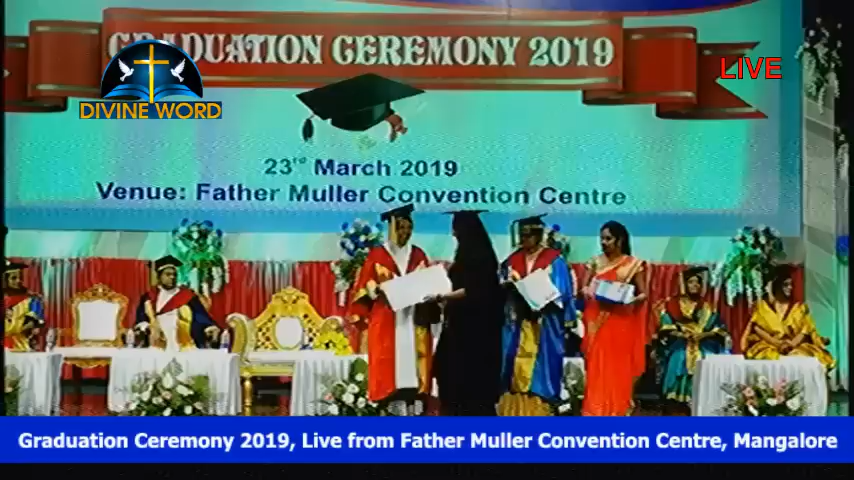 GRADUATION CEREMONY 2019
LIVE
DIVINE WORD
23rd March 2019
Venue: Father Muller Convention Centre
Graduation Ceremony 2019, Live from Father Muller Convention Centre, Mangalore